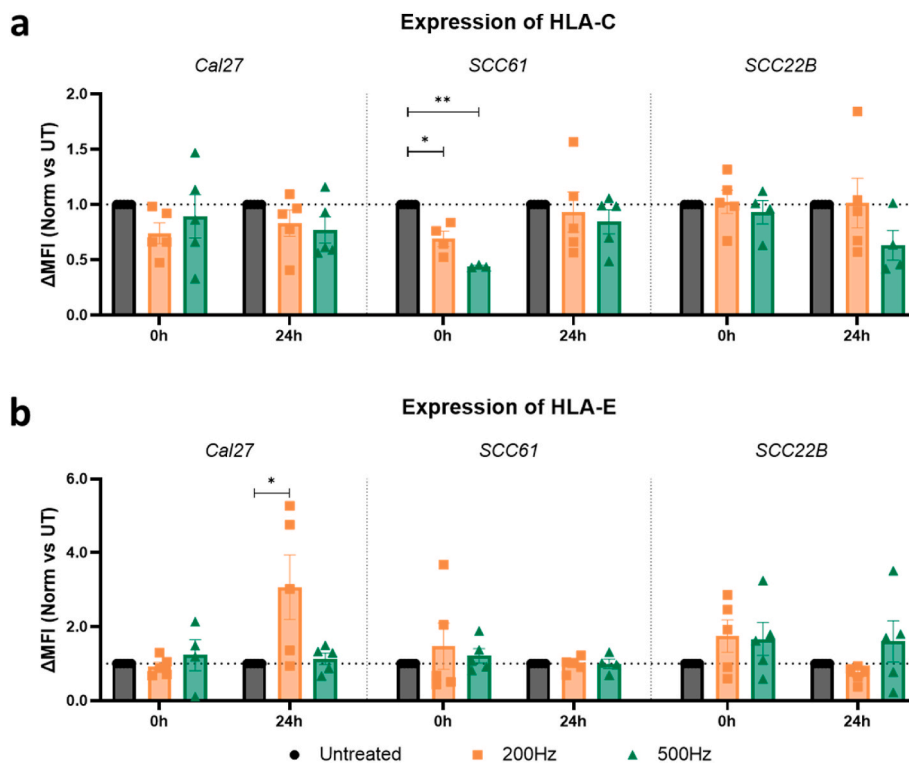 a
Expression of HLA-C
Cal27 SCC61 SCC22B
ΔMFI (Norm vs UT)
2.0
1.5
1.0
0.5
0.0
** 
*
0h 24h 0h 24h 0h 24h
b
Expression of HLA-E
Cal27 SCC61 SCC22B
ΔMFI (Norm vs UT)
6.0
4.0
2.0
0.0
*
0h 24h 0h 24h 0h 24h
Untreated 200Hz 500Hz